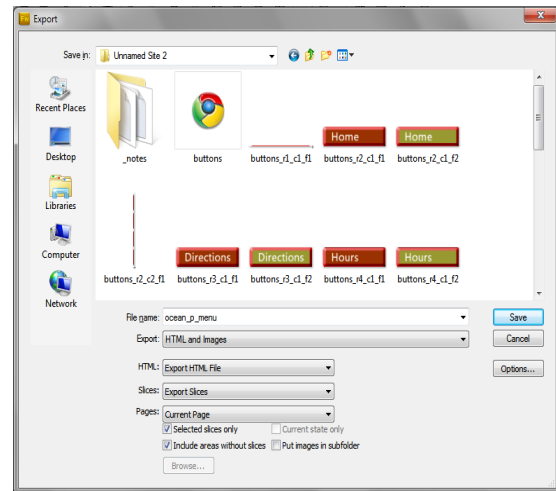 Fw Export
Save in: Unnamed Site 2
Recent Places
Desktop
Libraries
Computer
Network
Home Home
_notes buttons buttons_r1_c1_f1 buttons_r2_c1_f1 buttons_r2_c1_f2
Directions Directions Hours Hours
buttons_r2_c2_f1 buttons_r3_c1_f1 buttons_r3_c1_f2 buttons_r4_c1_f1 buttons_r4_c1_f2
File name: ocean_p_menu Save
Export: HTML and Images Cancel
HTML: Export HTML File Options...
Slices: Export Slices
Pages: Current Page
Selected slices only Current state only
Include areas without slices Put images in subfolder
Browse...